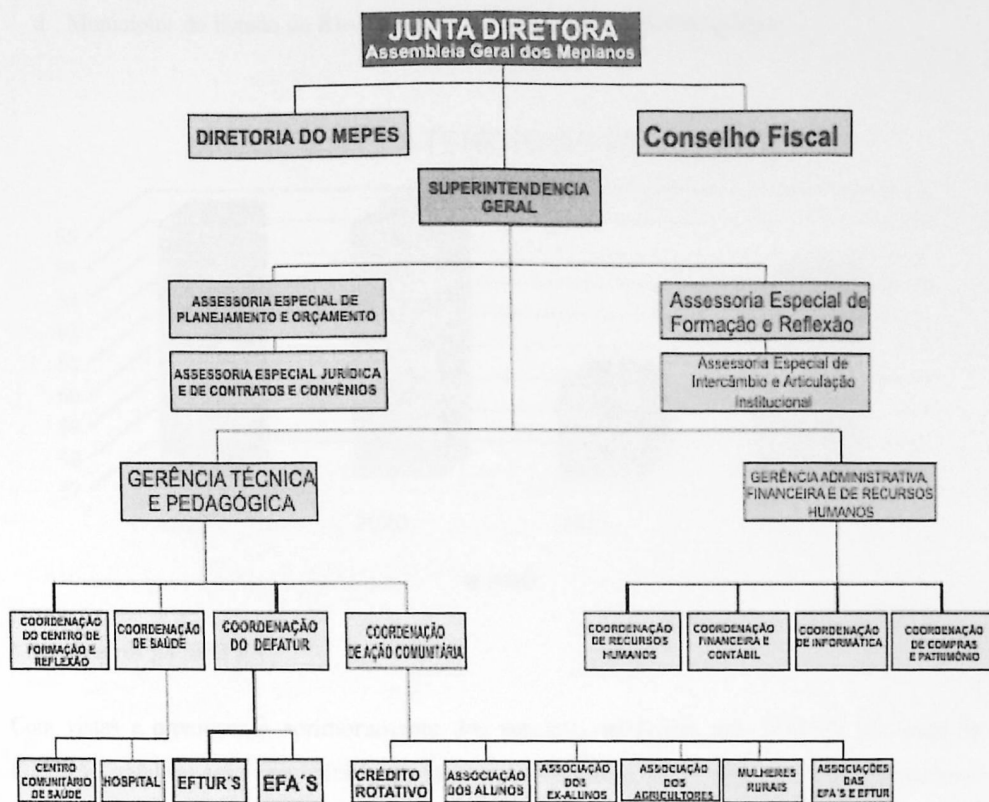 JUNTA DIRETORA
Assembleia Geral dos Mepianos
DIRETORIA DO MEPES
Conselho Fiscal
SUPERINTENDENCIA
GERAL
ASSESSORIA ESPECIAL DE
PLANEJAMENTO E ORÇAMENTO
Assessoria Especial de
Formação e Reflexão
ASSESSORIA ESPECIAL JURÍDICA
E DE CONTRATOS E CONVÊNIOS
Assessoria Especial de
Intercâmbio e Articulação
Institucional
GERÊNCIA TÉCNICA
E PEDAGÓGICA
GERÊNCIA ADMINISTRATIVA,
FINANCEIRA E DE RECURSOS
HUMANOS
COORDENAÇÃO
DO CENTRO DE
FORMAÇÃO E
REFLEXÃO
COORDENAÇÃO
DE SAÚDE
COORDENAÇÃO
DO DEFATUR
COORDENAÇÃO
DE AÇÃO COMUNITÁRIA
COORDENAÇÃO
DE RECURSOS
HUMANOS
COORDENAÇÃO
FINANCEIRA E
CONTÁBIL
COORDENAÇÃO
DE INFORMÁTICA
COORDENAÇÃO
DE COMPRAS
E PATRIMÔNIO
CENTRO
COMUNITÁRIO
DE SAÚDE
HOSPITAL
EFTUR´S
EFA´S
CRÉDITO
ROTATIVO
ASSOCIAÇÃO
DOS ALUNOS
ASSOCIAÇÃO
DOS
EX-ALUNOS
ASSOCIAÇÃO
DOS
AGRICULTORES
MULHERES
RURAIS
ASSOCIAÇÕES
DAS
EFA´S E EFTUR